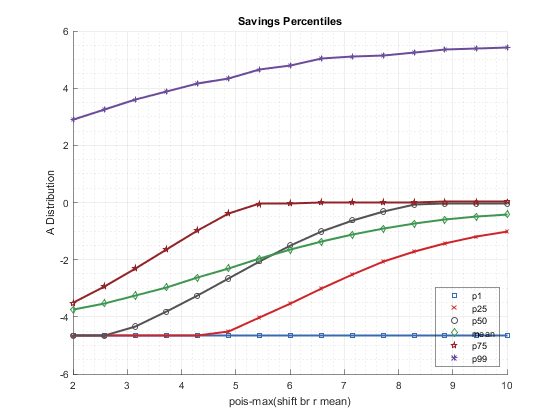 Savings Percentiles
6
4
2
0
-2
-4
-6
A Distribution
2
3
4
5
6
7
8
9
10
pois-max(shift br r mean)
p1
p25
p50
mean
p75
p99